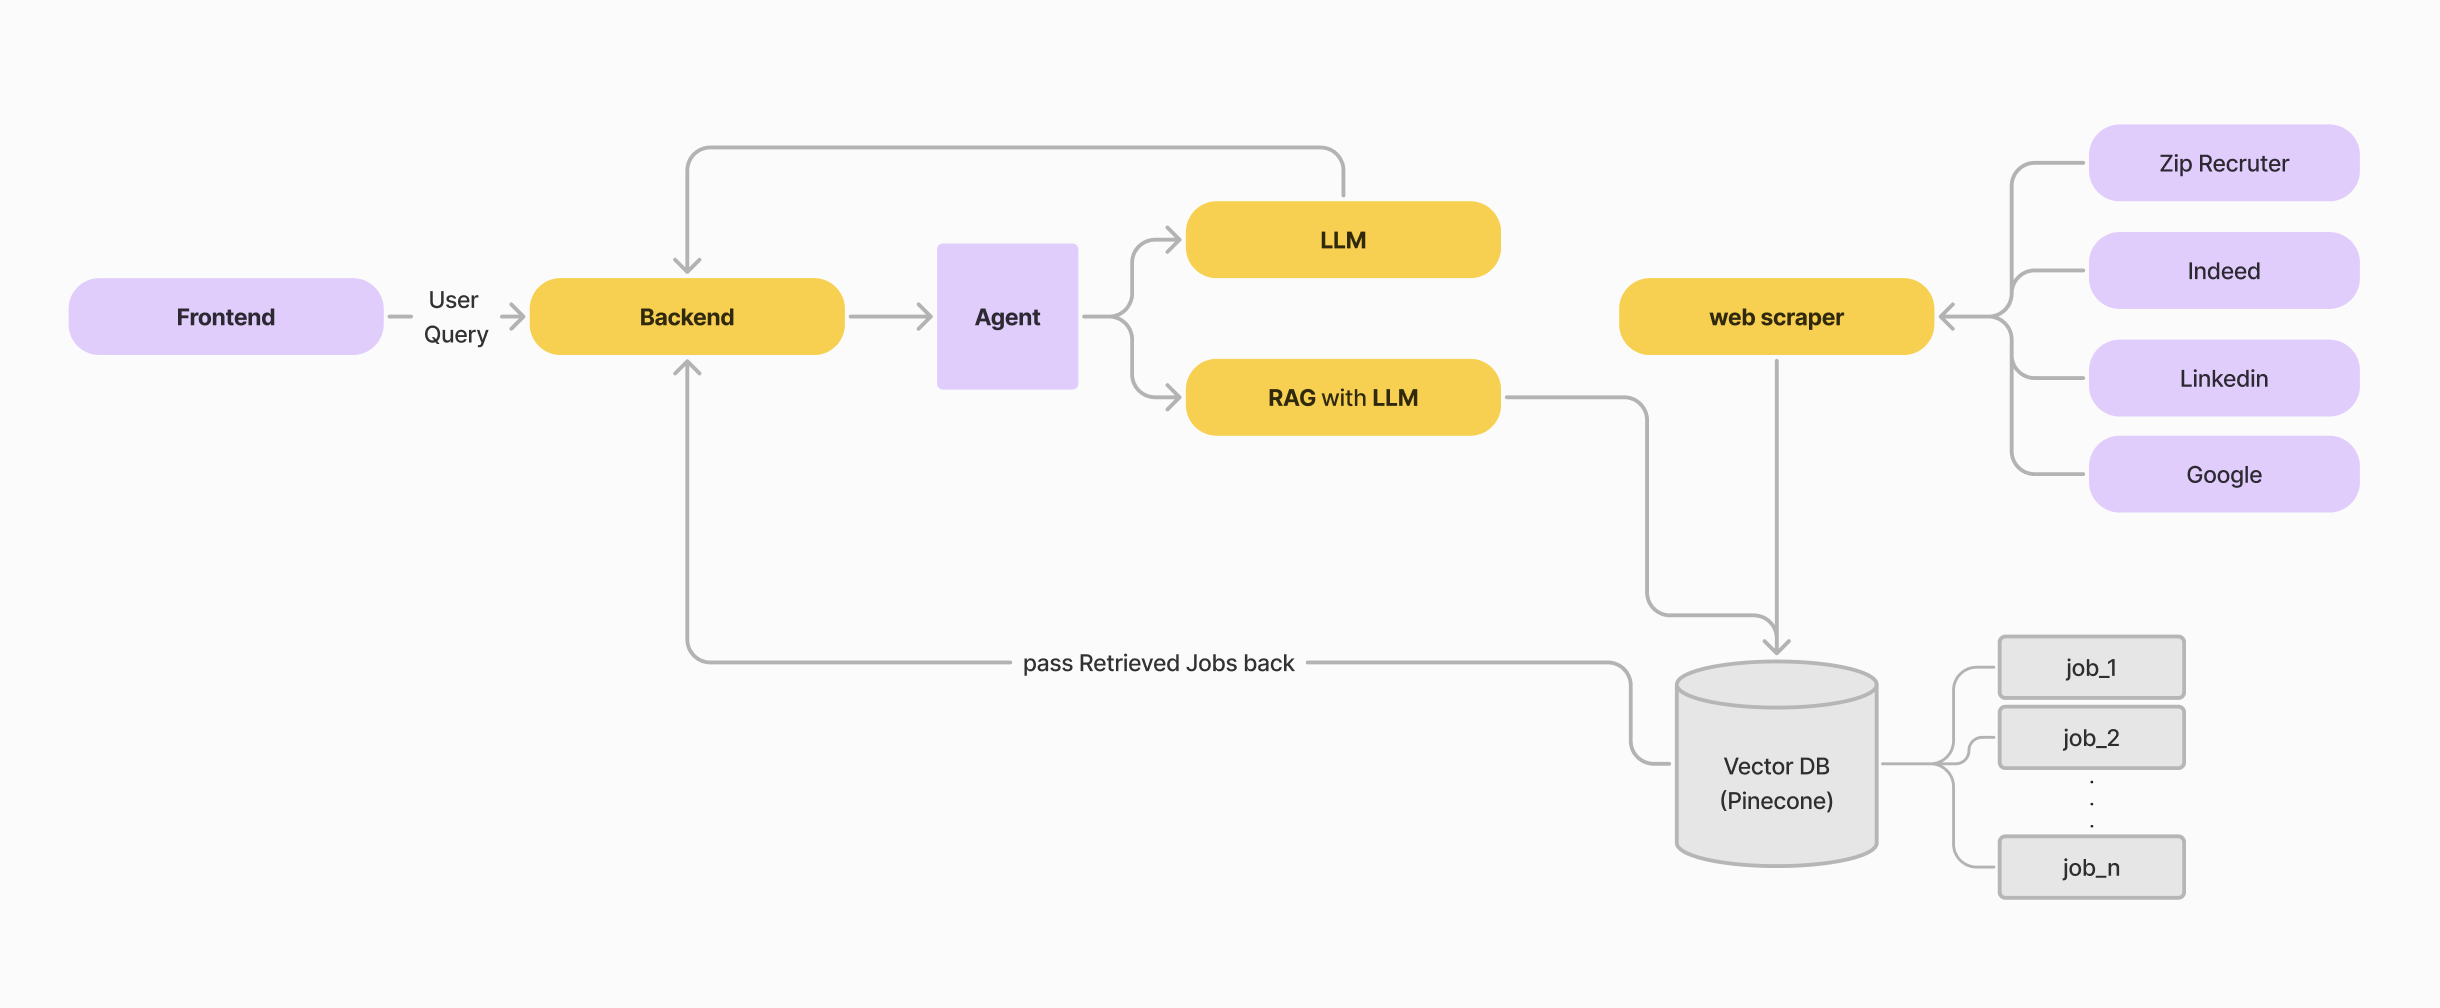 Frontend
User
Query
Backend
Agent
LLM
RAG with LLM
web scraper
Zip Recruter
Indeed
Linkedin
Google
pass Retrieved Jobs back
Vector DB
(Pinecone)
job_1
job_2
.
.
.
job_n